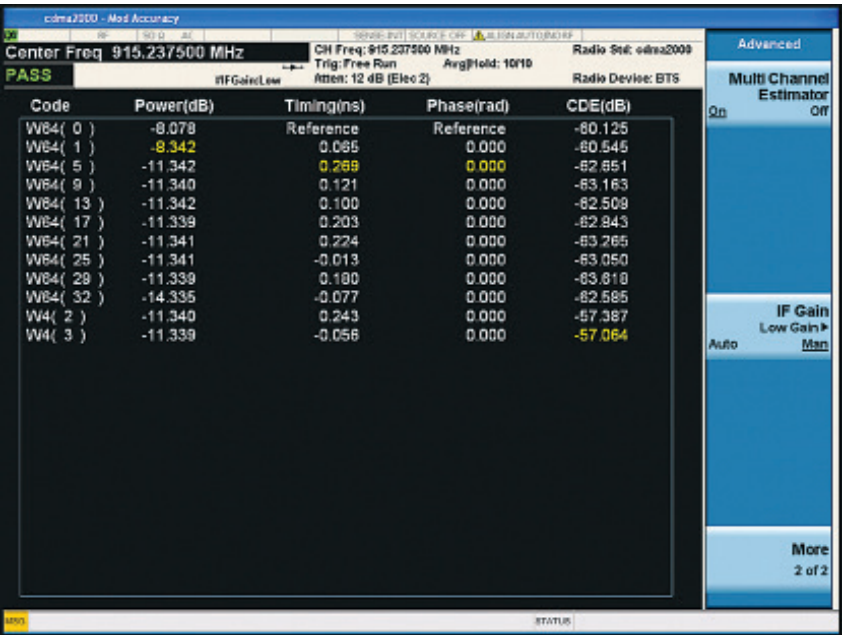 cdma2000 - Mod Accuracy
RF 50 Ω AC SENSE:INT SOURCE OFF ALIGN AUTO/NO RF
Center Freq 915.237500 MHz
CH Freq: 915.237500 MHz
Radio Std: cdma2000
Trig: Free Run Avg|Hold: 10/10
PASS
#IFGain:Low
Atten: 12 dB (Elec 2)
Radio Device: BTS
Code Power(dB) Timing(ns) Phase(rad) CDE(dB)
W64( 0 ) -8.078 Reference Reference -60.125
W64( 1 ) -8.342 0.065 0.000 -60.545
W64( 5 ) -11.342 0.269 0.000 -62.651
W64( 9 ) -11.340 0.121 0.000 -63.163
W64( 13 ) -11.342 0.100 0.000 -62.509
W64( 17 ) -11.339 0.203 0.000 -62.843
W64( 21 ) -11.341 0.224 0.000 -63.265
W64( 25 ) -11.341 -0.013 0.000 -63.050
W64( 29 ) -11.339 0.180 0.000 -63.618
W64( 32 ) -14.335 -0.077 0.000 -62.585
W4( 2 ) -11.340 0.243 0.000 -57.387
W4( 3 ) -11.339 -0.056 0.000 -57.064
Advanced
Multi Channel
Estimator
On Off
IF Gain
Low Gain
Auto Man
More
2 of 2
MSG STATUS